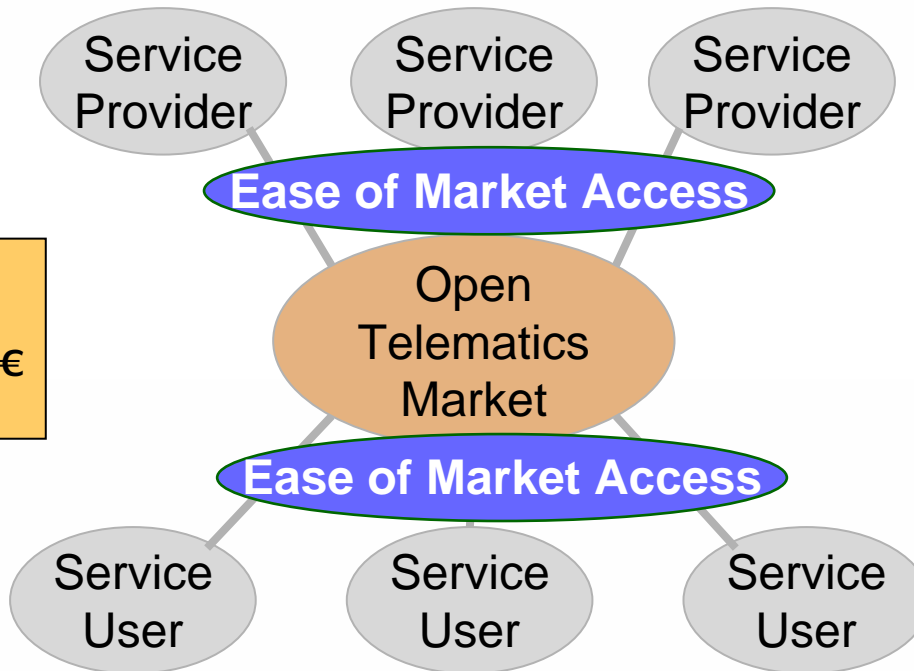 Service
Provider
Service
Provider
Service
Provider
Ease of Market Access
Open
Telematics
Market
€
Ease of Market Access
Service
User
Service
User
Service
User